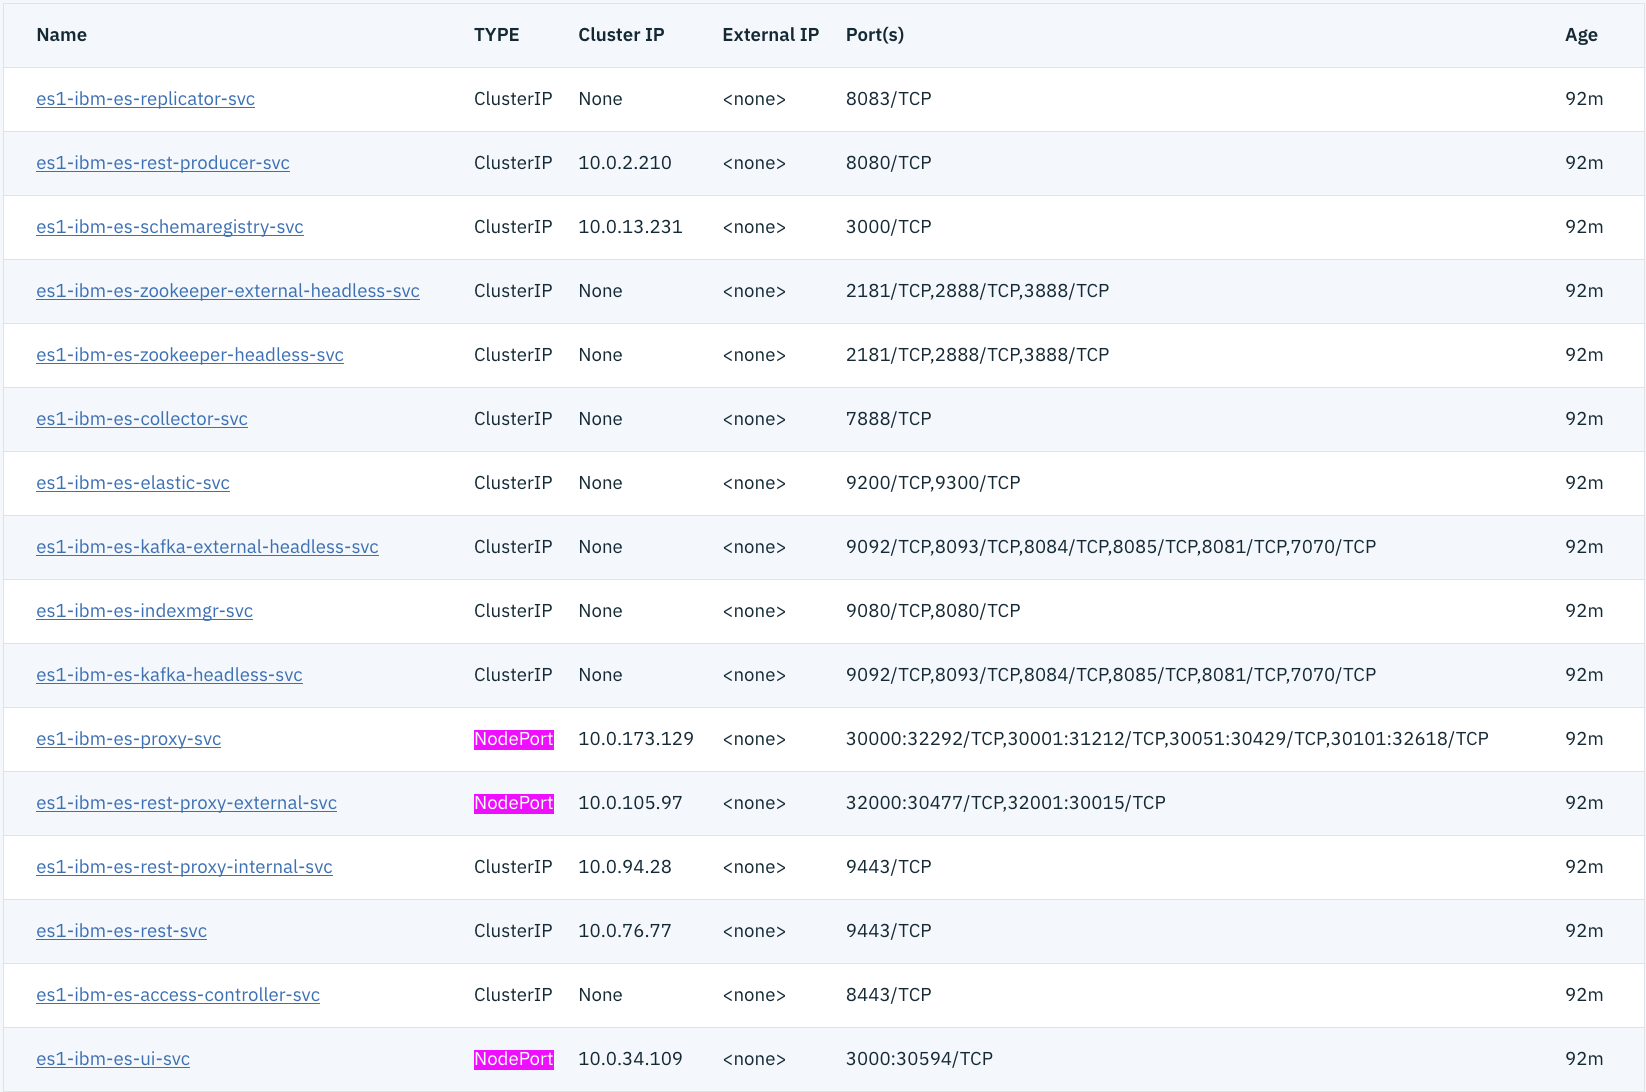 Name TYPE Cluster IP External IP Port(s) Age
es1-ibm-es-replicator-svc ClusterIP None <none> 8083/TCP 92m
es1-ibm-es-rest-producer-svc ClusterIP 10.0.2.210 <none> 8080/TCP 92m
es1-ibm-es-schemaregistry-svc ClusterIP 10.0.13.231 <none> 3000/TCP 92m
es1-ibm-es-zookeeper-external-headless-svc ClusterIP None <none> 2181/TCP,2888/TCP,3888/TCP 92m
es1-ibm-es-zookeeper-headless-svc ClusterIP None <none> 2181/TCP,2888/TCP,3888/TCP 92m
es1-ibm-es-collector-svc ClusterIP None <none> 7888/TCP 92m
es1-ibm-es-elastic-svc ClusterIP None <none> 9200/TCP,9300/TCP 92m
es1-ibm-es-kafka-external-headless-svc ClusterIP None <none> 9092/TCP,8093/TCP,8084/TCP,8085/TCP,8081/TCP,7070/TCP 92m
es1-ibm-es-indexmgr-svc ClusterIP None <none> 9080/TCP,8080/TCP 92m
es1-ibm-es-kafka-headless-svc ClusterIP None <none> 9092/TCP,8093/TCP,8084/TCP,8085/TCP,8081/TCP,7070/TCP 92m
es1-ibm-es-proxy-svc NodePort 10.0.173.129 <none> 30000:32292/TCP,30001:31212/TCP,30051:30429/TCP,30101:32618/TCP 92m
es1-ibm-es-rest-proxy-external-svc NodePort 10.0.105.97 <none> 32000:30477/TCP,32001:30015/TCP 92m
es1-ibm-es-rest-proxy-internal-svc ClusterIP 10.0.94.28 <none> 9443/TCP 92m
es1-ibm-es-rest-svc ClusterIP 10.0.76.77 <none> 9443/TCP 92m
es1-ibm-es-access-controller-svc ClusterIP None <none> 8443/TCP 92m
es1-ibm-es-ui-svc NodePort 10.0.34.109 <none> 3000:30594/TCP 92m